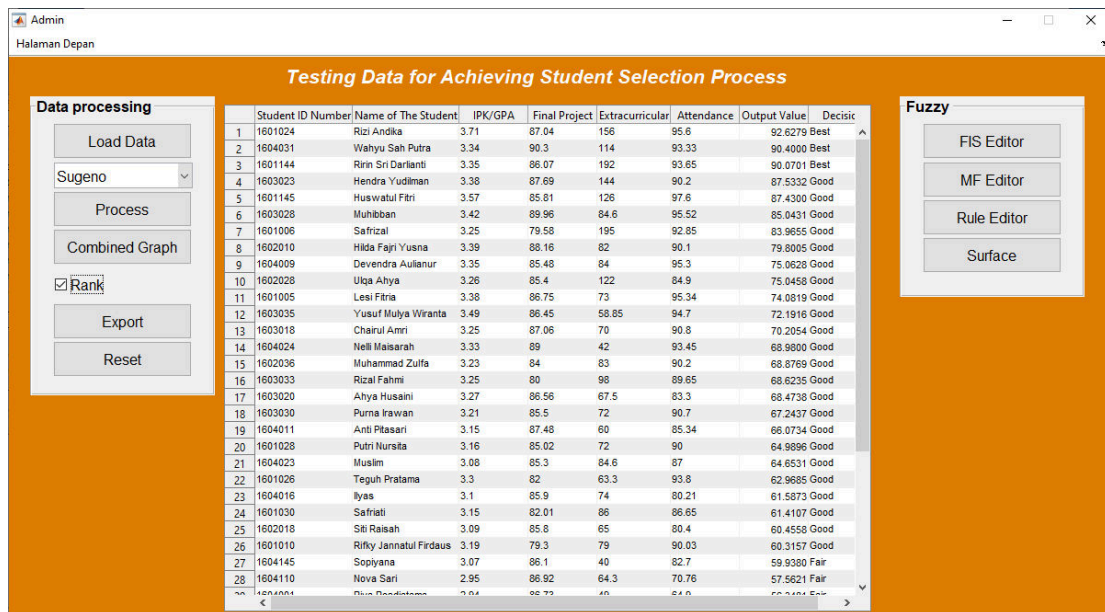 Admin
Halaman Depan
Testing Data for Achieving Student Selection Process
Data processing
Load Data
Sugeno
Process
Combined Graph
Rank
Export
Reset
Student ID Number Name of The Student IPK/GPA Final Project Extracurricular Attendance Output Value Decisic
1 1601024 Rizi Andika 3.71 87.04 156 95.6 92.6279 Best
2 1604031 Wahyu Sah Putra 3.34 90.3 114 93.33 90.4000 Best
3 1601144 Ririn Sri Darlianti 3.35 86.07 192 93.65 90.0701 Best
4 1603023 Hendra Yudilman 3.38 87.69 144 90.2 87.5332 Good
5 1601145 Huswatul Fitri 3.57 85.81 126 97.6 87.4300 Good
6 1603028 Muhibban 3.42 89.96 84.6 95.52 85.0431 Good
7 1601006 Safrizal 3.25 79.58 195 92.85 83.9655 Good
8 1602010 Hilda Fajri Yusna 3.39 88.16 82 90.1 79.8005 Good
9 1604009 Devendra Aulianur 3.35 85.48 84 95.3 75.0628 Good
10 1602028 Ulqa Ahya 3.26 85.4 122 84.9 75.0458 Good
11 1601005 Lesi Fitria 3.38 86.75 73 95.34 74.0819 Good
12 1603035 Yusuf Mulya Wiranta 3.49 86.45 58.85 94.7 72.1916 Good
13 1603018 Chairul Amri 3.25 87.06 70 90.8 70.2054 Good
14 1604024 Nelli Maisarah 3.33 89 42 93.45 68.9800 Good
15 1602036 Muhammad Zulfa 3.23 84 83 90.2 68.8769 Good
16 1603033 Rizal Fahmi 3.25 80 98 89.65 68.6235 Good
17 1603020 Ahya Husaini 3.27 86.56 67.5 83.3 68.4738 Good
18 1603030 Purna Irawan 3.21 85.5 72 90.7 67.2437 Good
19 1604011 Anti Pitasari 3.15 87.48 60 85.34 66.0734 Good
20 1601028 Putri Nursita 3.16 85.02 72 90 64.9896 Good
21 1604023 Muslim 3.08 85.3 84.6 87 64.6531 Good
22 1601026 Teguh Pratama 3.3 82 63.3 93.8 62.9685 Good
23 1604016 Ilyas 3.1 85.9 74 80.21 61.5873 Good
24 1601030 Safriati 3.15 82.01 86 86.65 61.4107 Good
25 1602018 Siti Raisah 3.09 85.8 65 80.4 60.4558 Good
26 1601010 Rifky Jannatul Firdaus 3.19 79.3 79 90.03 60.3157 Good
27 1604145 Sopiyana 3.07 86.1 40 82.7 59.9380 Fair
28 1604110 Nova Sari 2.95 86.92 64.3 70.76 57.5621 Fair
Fuzzy
FIS Editor
MF Editor
Rule Editor
Surface